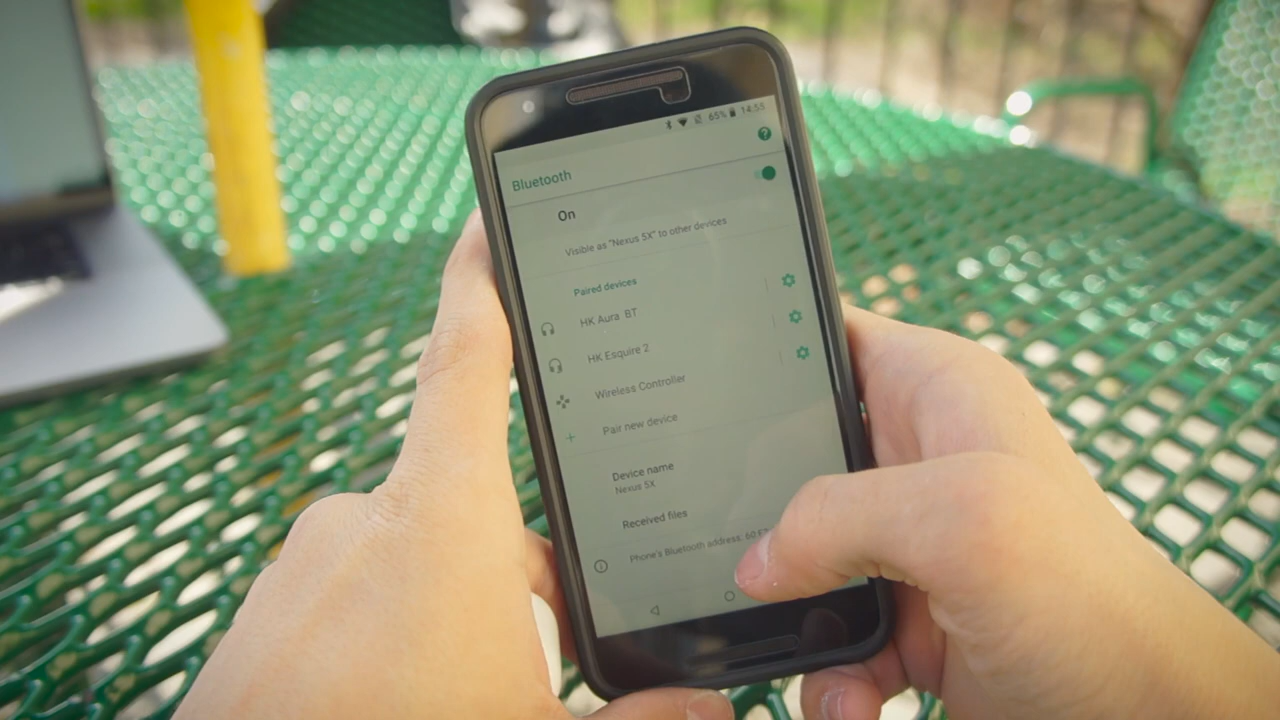 65% 14:55
Bluetooth
On
Visible as "Nexus 5X" to other devices
Paired devices
HK Aura BT
HK Esquire 2
Wireless Controller
Pair new device
Device name
Nexus 5X
Received files
Phone's Bluetooth address: 60